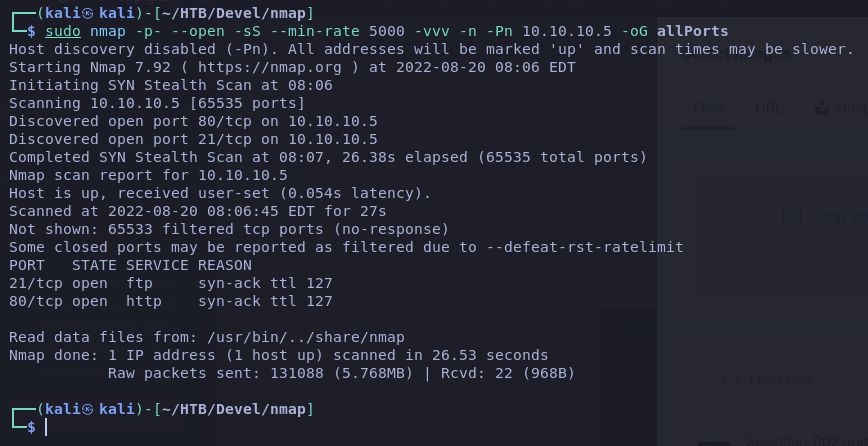 (kali㉿kali)-[~/HTB/Devel/nmap]
$ sudo nmap -p- --open -sS --min-rate 5000 -vvv -n -Pn 10.10.10.5 -oG allPorts
Host discovery disabled (-Pn). All addresses will be marked 'up' and scan times may be slower.
Starting Nmap 7.92 ( https://nmap.org ) at 2022-08-20 08:06 EDT
Initiating SYN Stealth Scan at 08:06
Scanning 10.10.10.5 [65535 ports]
Discovered open port 80/tcp on 10.10.10.5
Discovered open port 21/tcp on 10.10.10.5
Completed SYN Stealth Scan at 08:07, 26.38s elapsed (65535 total ports)
Nmap scan report for 10.10.10.5
Host is up, received user-set (0.054s latency).
Scanned at 2022-08-20 08:06:45 EDT for 27s
Not shown: 65533 filtered tcp ports (no-response)
Some closed ports may be reported as filtered due to --defeat-rst-ratelimit
PORT   STATE SERVICE REASON
21/tcp open  ftp     syn-ack ttl 127
80/tcp open  http    syn-ack ttl 127
Read data files from: /usr/bin/../share/nmap
Nmap done: 1 IP address (1 host up) scanned in 26.53 seconds
Raw packets sent: 131088 (5.768MB) | Rcvd: 22 (968B)
(kali㉿kali)-[~/HTB/Devel/nmap]
$
Files
URL
Drop
Filter files